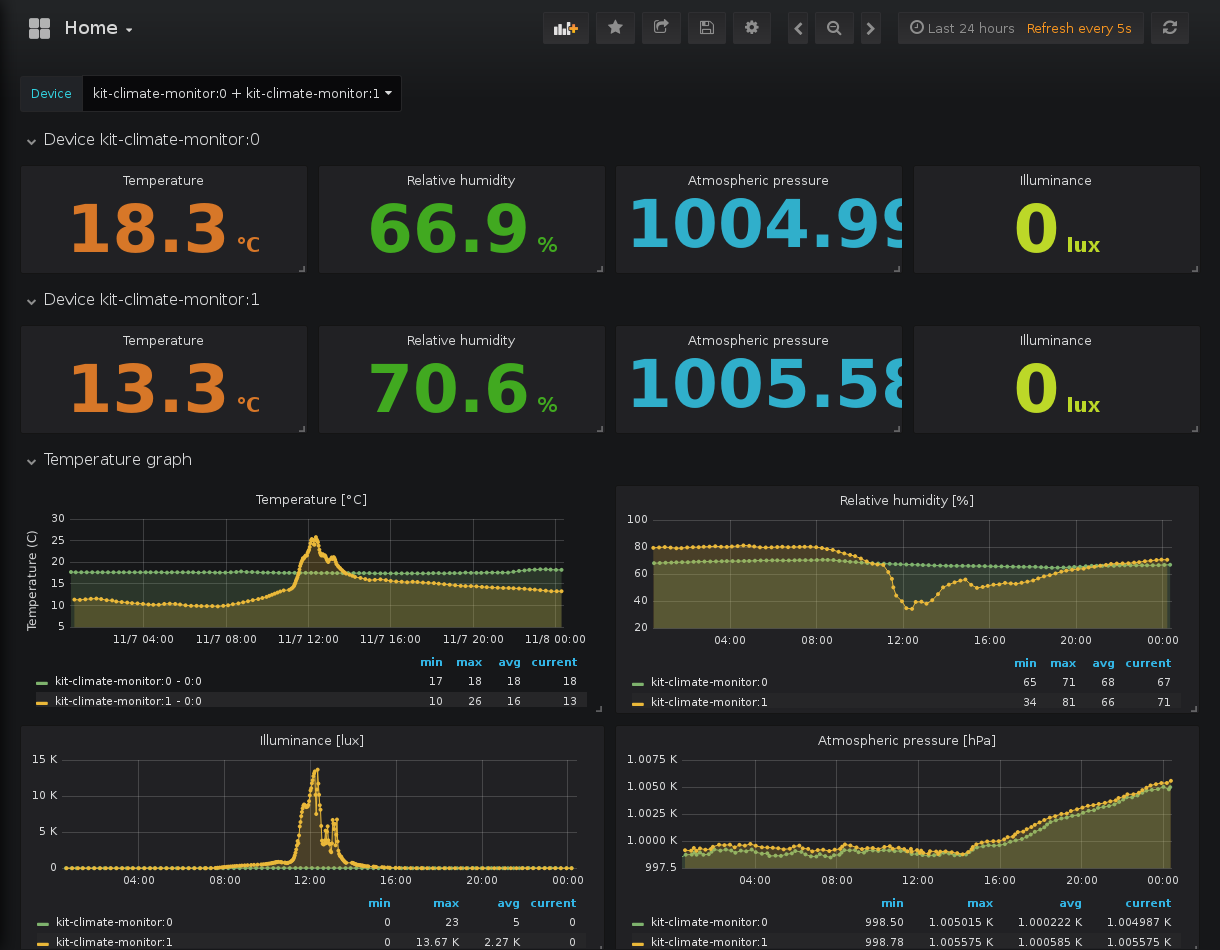 Home
Last 24 hours Refresh every 5s
Device kit-climate-monitor:0 + kit-climate-monitor:1
Device kit-climate-monitor:0
Temperature Relative humidity Atmospheric pressure Illuminance
18.3 °C 66.9 % 1004.99 0 lux
Device kit-climate-monitor:1
Temperature Relative humidity Atmospheric pressure Illuminance
13.3 °C 70.6 % 1005.58 0 lux
Temperature graph
Temperature [°C]
Temperature (C)
30
25
20
15
10
5
11/7 04:00 11/7 08:00 11/7 12:00 11/7 16:00 11/7 20:00 11/8 00:00
min max avg current
kit-climate-monitor:0 - 0:0 17 18 18 18
kit-climate-monitor:1 - 0:0 10 26 16 13
Relative humidity [%]
100
80
60
40
20
04:00 08:00 12:00 16:00 20:00 00:00
min max avg current
kit-climate-monitor:0 65 71 68 67
kit-climate-monitor:1 34 81 66 71
Illuminance [lux]
15 K
10 K
5 K
0
04:00 08:00 12:00 16:00 20:00 00:00
min max avg current
kit-climate-monitor:0 0 23 5 0
kit-climate-monitor:1 0 13.67 K 2.27 K 0
Atmospheric pressure [hPa]
1.0075 K
1.0050 K
1.0025 K
1.0000 K
997.5
04:00 08:00 12:00 16:00 20:00 00:00
min max avg current
kit-climate-monitor:0 998.50 1.005015 K 1.000222 K 1.004987 K
kit-climate-monitor:1 998.78 1.005575 K 1.000585 K 1.005575 K